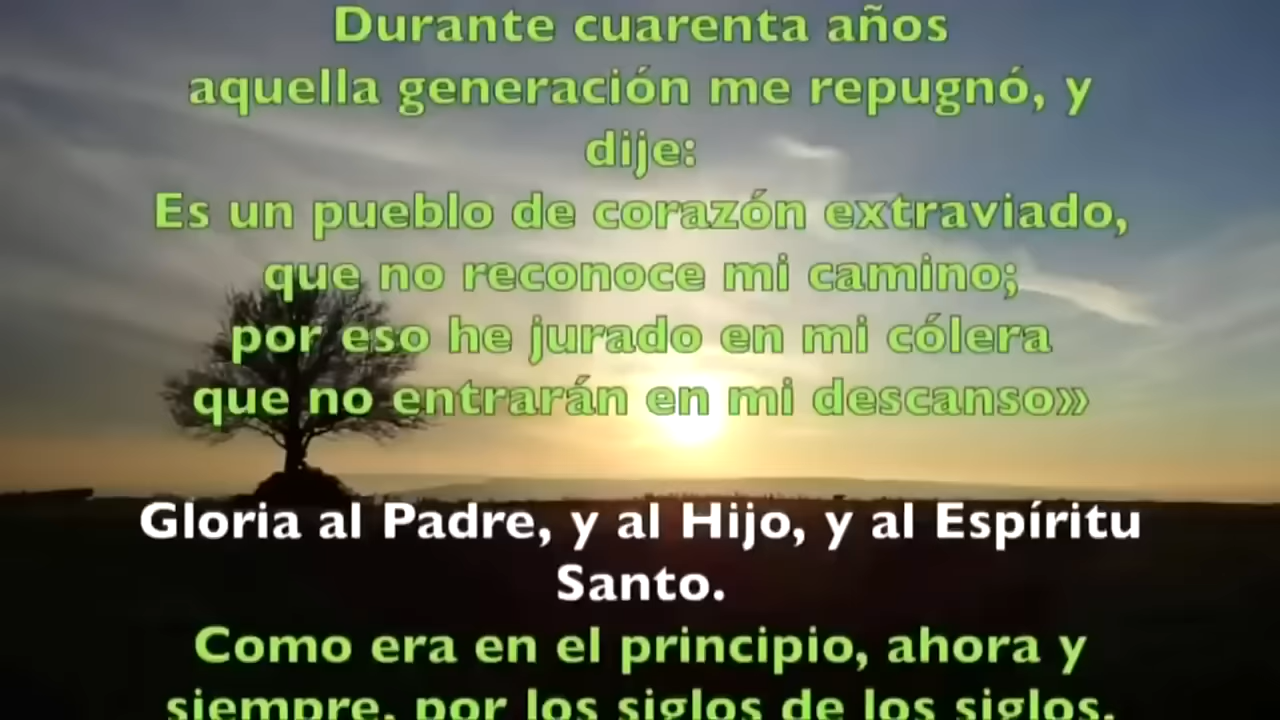 Durante cuarenta años
aquella generación me repugnó, y
dije:
Es un pueblo de corazón extraviado,
que no reconoce mi camino;
por eso he jurado en mi cólera
que no entrarán en mi descanso»
Gloria al Padre, y al Hijo, y al Espíritu
Santo.
Como era en el principio, ahora y
siempre, por los siglos de los siglos.